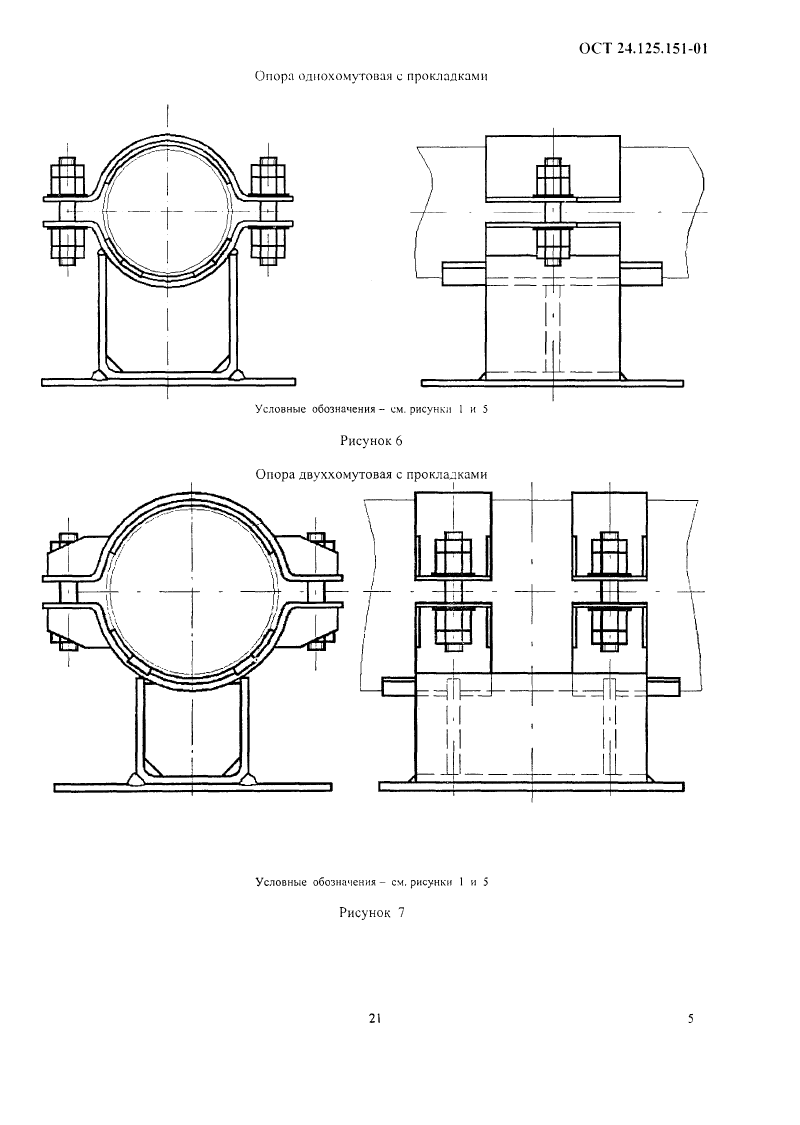 ОСТ 24.125.151-01
Опора однохомутовая с прокладками
Условные обозначения – см. рисунки 1 и 5
Рисунок 6
Опора двуххомутовая с прокладками
Условные обозначения – см. рисунки 1 и 5
Рисунок 7
21
5